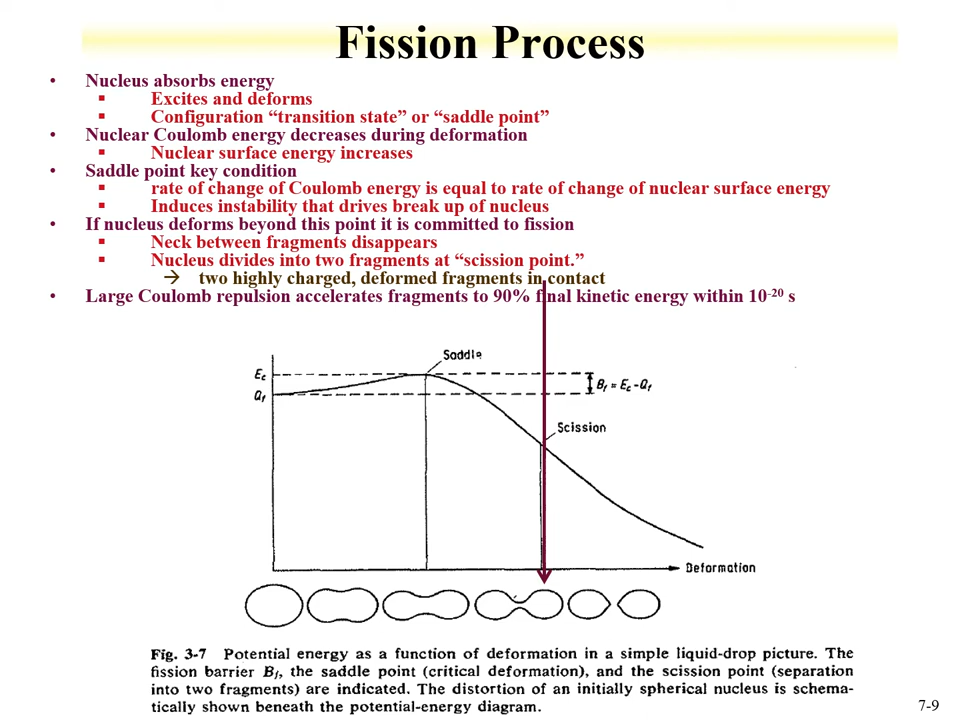 Fission Process
• Nucleus absorbs energy
▪ Excites and deforms
▪ Configuration “transition state” or “saddle point”
• Nuclear Coulomb energy decreases during deformation
▪ Nuclear surface energy increases
• Saddle point key condition
▪ rate of change of Coulomb energy is equal to rate of change of nuclear surface energy
▪ Induces instability that drives break up of nucleus
• If nucleus deforms beyond this point it is committed to fission
▪ Neck between fragments disappears
▪ Nucleus divides into two fragments at “scission point.”
→ two highly charged, deformed fragments in contact
• Large Coulomb repulsion accelerates fragments to 90% final kinetic energy within 10⁻²⁰ s
Saddle
E_c
Q_f
B_f = E_c - Q_f
Scission
Deformation
Fig. 3-7 Potential energy as a function of deformation in a simple liquid-drop picture. The
fission barrier B_f, the saddle point (critical deformation), and the scission point (separation
into two fragments) are indicated. The distortion of an initially spherical nucleus is schema-
tically shown beneath the potential-energy diagram.
7-9